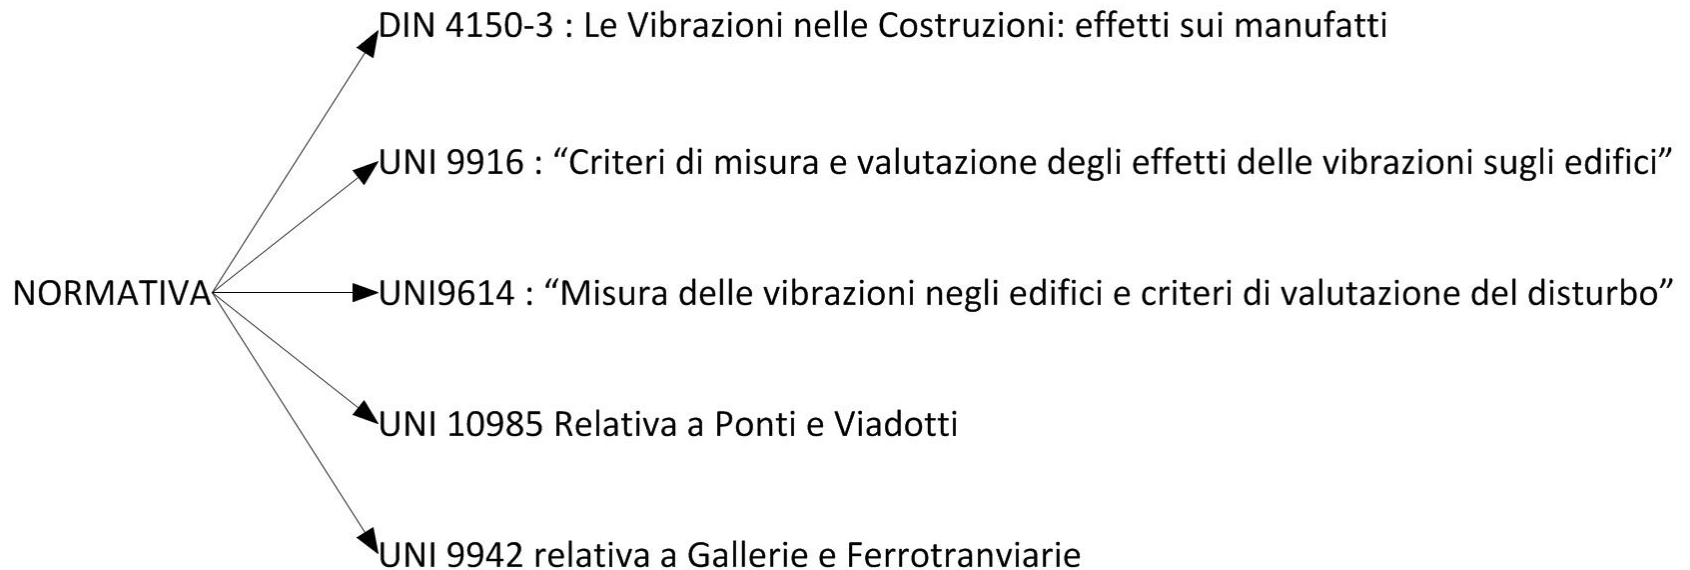 DIN 4150-3 : Le Vibrazioni nelle Costruzioni: effetti sui manufatti
UNI 9916 : “Criteri di misura e valutazione degli effetti delle vibrazioni sugli edifici”
NORMATIVA
UNI9614 : “Misura delle vibrazioni negli edifici e criteri di valutazione del disturbo”
UNI 10985 Relativa a Ponti e Viadotti
UNI 9942 relativa a Gallerie e Ferrotranviarie